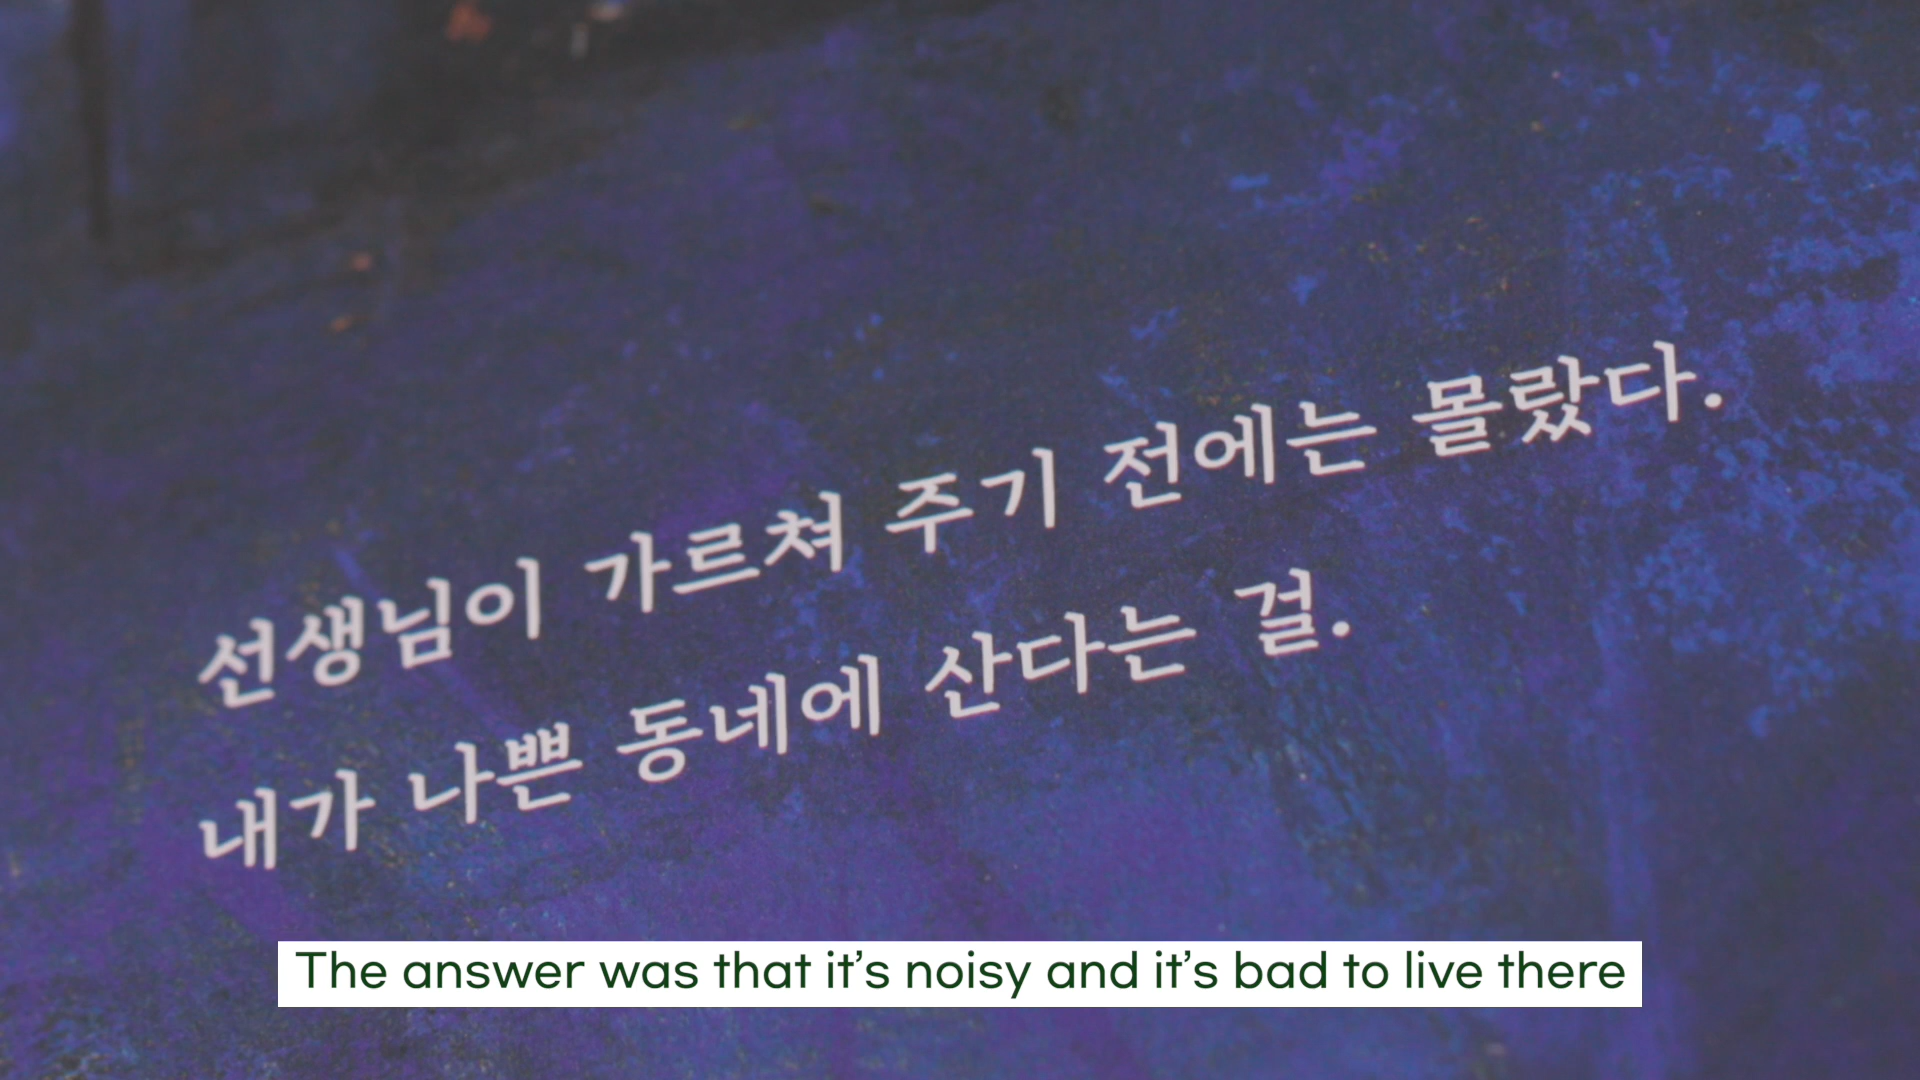 선생님이 가르쳐 주기 전에는 몰랐다.
내가 나쁜 동네에 산다는 걸.
The answer was that it’s noisy and it’s bad to live there